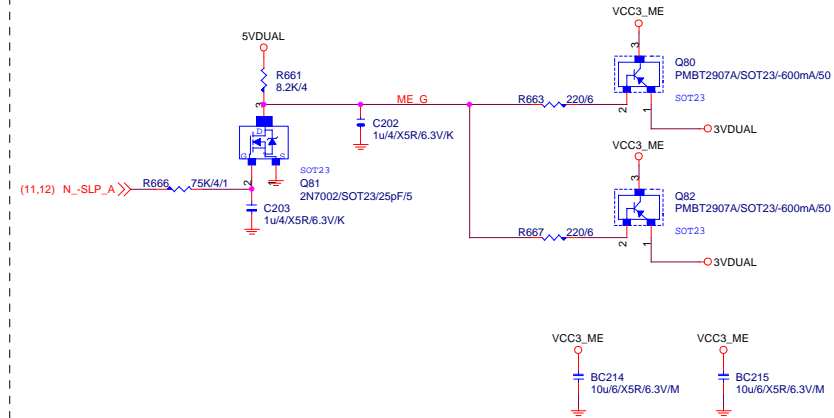 VCC3_ME
3
Q80
PMBT2907A/SOT23/-600mA/50
SOT23
2
1
3VDUAL
5VDUAL
R661
8.2K/4
3
ME_G
R663
220/6
C202
1u/4/X5R/6.3V/K
D
G
S
SOT23
Q81
2N7002/SOT23/25pF/5
2
1
(11,12) N_-SLP_A
R666
75K/4/1
C203
1u/4/X5R/6.3V/K
VCC3_ME
3
Q82
PMBT2907A/SOT23/-600mA/50
SOT23
R667
220/6
2
1
3VDUAL
VCC3_ME
BC214
10u/6/X5R/6.3V/M
VCC3_ME
BC215
10u/6/X5R/6.3V/M